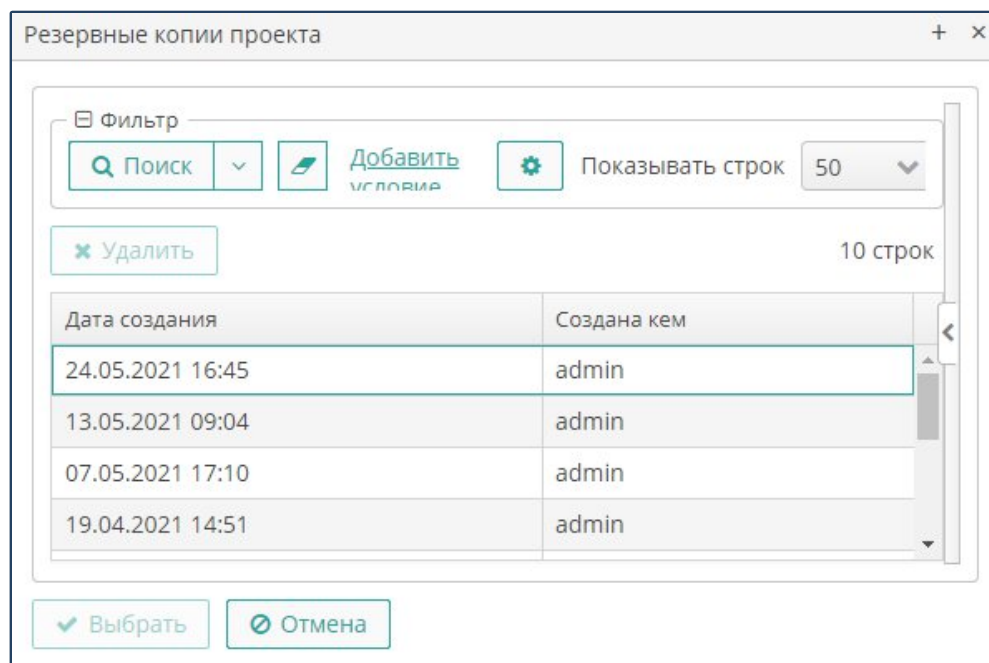 Резервные копии проекта
Фильтр
Поиск Добавить условие Показывать строк 50
Удалить 10 строк
Дата создания Создана кем
24.05.2021 16:45 admin
13.05.2021 09:04 admin
07.05.2021 17:10 admin
19.04.2021 14:51 admin
Выбрать Отмена